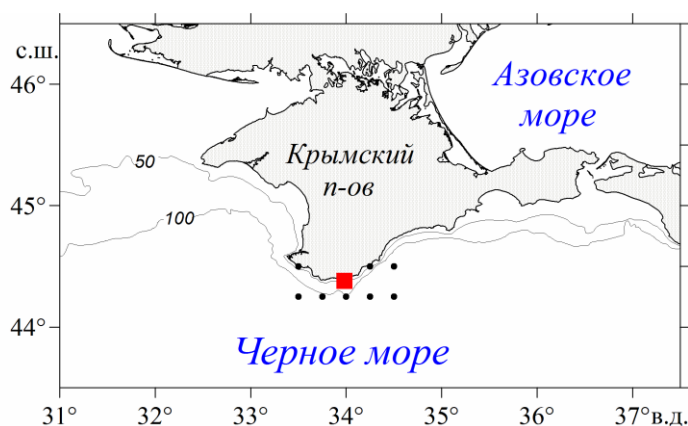 с.ш.
46°
Азовское
море
Крымский
п-ов
50
45°
100
44°
Черное море
31° 32° 33° 34° 35° 36° 37°в.д.